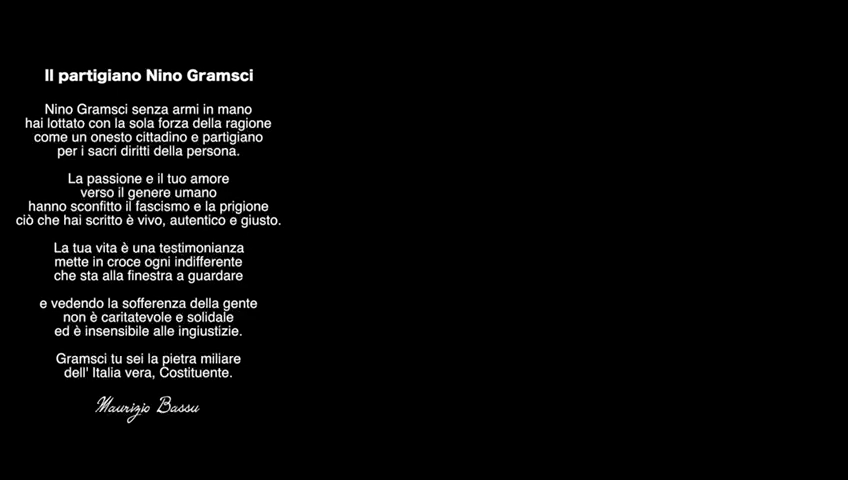 Il partigiano Nino Gramsci
Nino Gramsci senza armi in mano
hai lottato con la sola forza della ragione
come un onesto cittadino e partigiano
per i sacri diritti della persona.
La passione e il tuo amore
verso il genere umano
hanno sconfitto il fascismo e la prigione
ciò che hai scritto è vivo, autentico e giusto.
La tua vita è una testimonianza
mette in croce ogni indifferente
che sta alla finestra a guardare
e vedendo la sofferenza della gente
non è caritatevole e solidale
ed è insensibile alle ingiustizie.
Gramsci tu sei la pietra miliare
dell' Italia vera, Costituente.
Maurizio Bassu